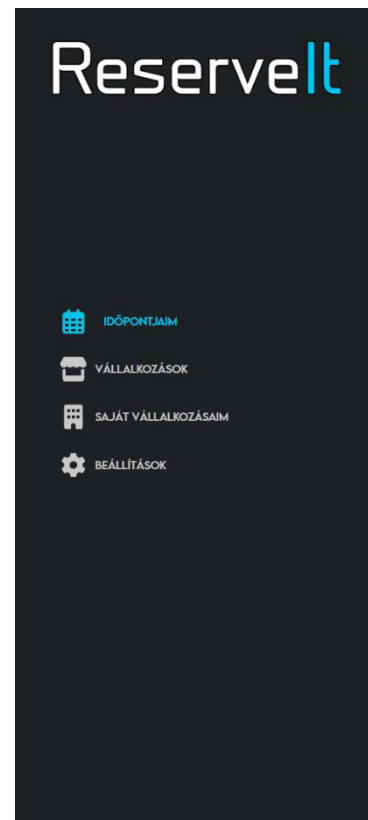 ReserveIt
IDŐPONTJAIM
VÁLLALKOZÁSOK
SAJÁT VÁLLALKOZÁSAIM
BEÁLLÍTÁSOK